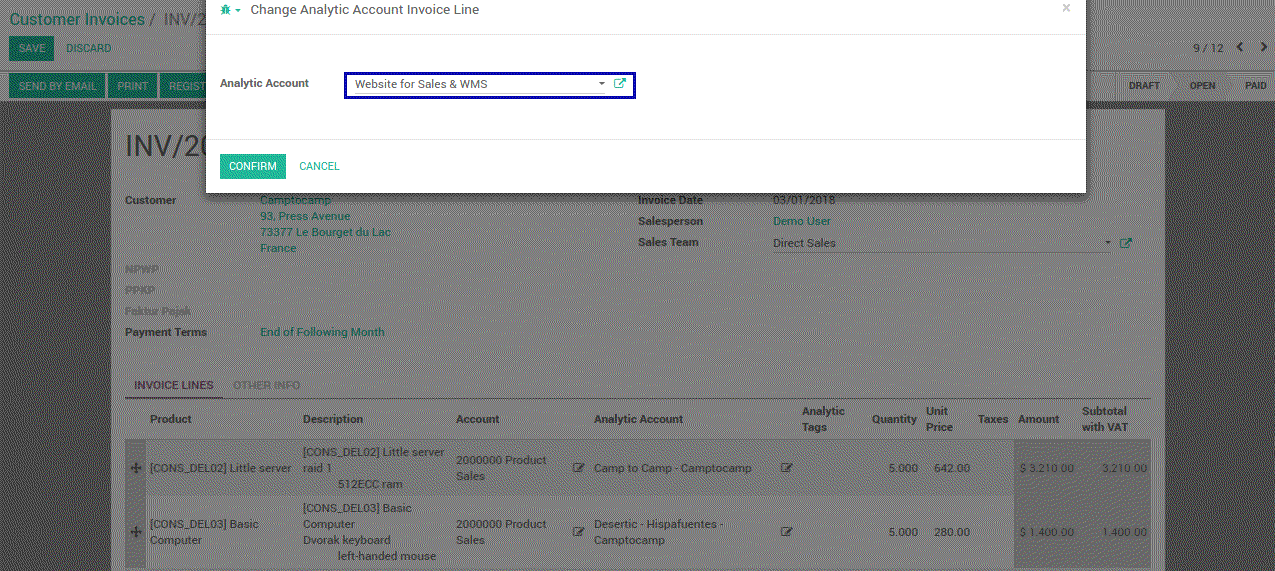 Customer Invoices / INV/2
Change Analytic Account Invoice Line
×
SAVE DISCARD
9 / 12
Analytic Account Website for Sales & WMS
SEND BY EMAIL PRINT REGIST
DRAFT OPEN PAID
INV/20
CONFIRM CANCEL
Customer Camptocamp
93, Press Avenue
73377 Le Bourget du Lac
France
Invoice Date 03/01/2018
Salesperson Demo User
Sales Team Direct Sales
NPWP
PPKP
Faktur Pajak
Payment Terms End of Following Month
INVOICE LINES OTHER INFO
Product Description Account Analytic Account Analytic Tags Quantity Unit Price Taxes Amount Subtotal with VAT
[CONS_DEL02] Little server
[CONS_DEL02] Little server
raid 1
512ECC ram
2000000 Product
Sales
Camp to Camp - Camptocamp
5.000 642.00 $ 3,210.00 3,210.00
[CONS_DEL03] Basic
Computer
[CONS_DEL03] Basic
Computer
Dvorak keyboard
left-handed mouse
2000000 Product
Sales
Desertic - Hispafuentes -
Camptocamp
5.000 280.00 $ 1,400.00 1,400.00